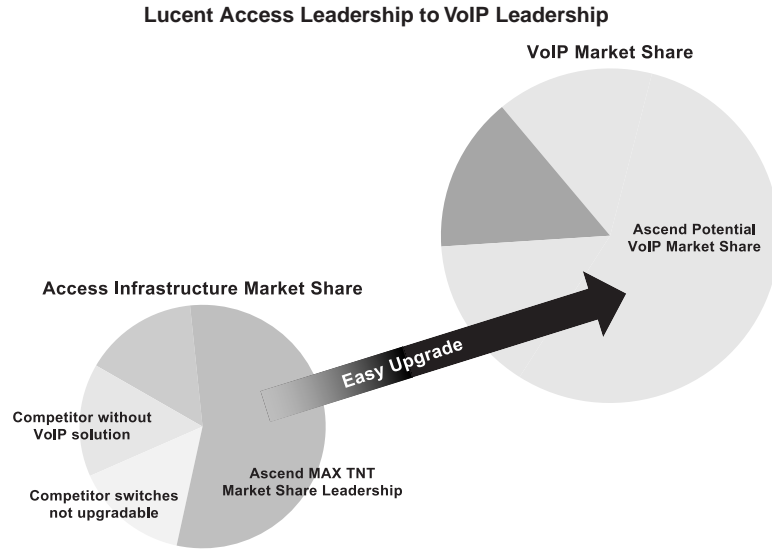 Lucent Access Leadership to VoIP Leadership
VoIP Market Share
Ascend Potential
VoIP Market Share
Access Infrastructure Market Share
Easy Upgrade
Competitor without
VoIP solution
Ascend MAX TNT
Market Share Leadership
Competitor switches
not upgradable